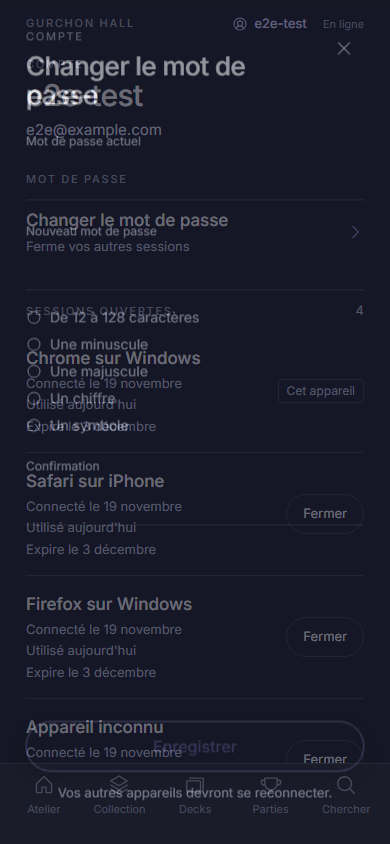 GURCHON HALL
COMPTE
e2e-test
En ligne
COMPTE
Changer le mot de
passe
e2e-test
e2e@example.com
Mot de passe actuel
MOT DE PASSE
Changer le mot de passe
Nouveau mot de passe
Ferme vos autres sessions
SESSIONS OUVERTES
4
De 12 à 128 caractères
Une minuscule
Chrome sur Windows
Une majuscule
Connecté le 19 novembre
Cet appareil
Un chiffre
Utilisé aujourd'hui
Un symbole
Expire le 3 décembre
Confirmation
Safari sur iPhone
Connecté le 19 novembre
Fermer
Utilisé aujourd'hui
Expire le 3 décembre
Firefox sur Windows
Connecté le 19 novembre
Fermer
Utilisé aujourd'hui
Expire le 3 décembre
Appareil inconnu
Enregistrer
Connecté le 19 novembre
Fermer
Vos autres appareils devront se reconnecter.
Atelier Collection Decks Parties Chercher